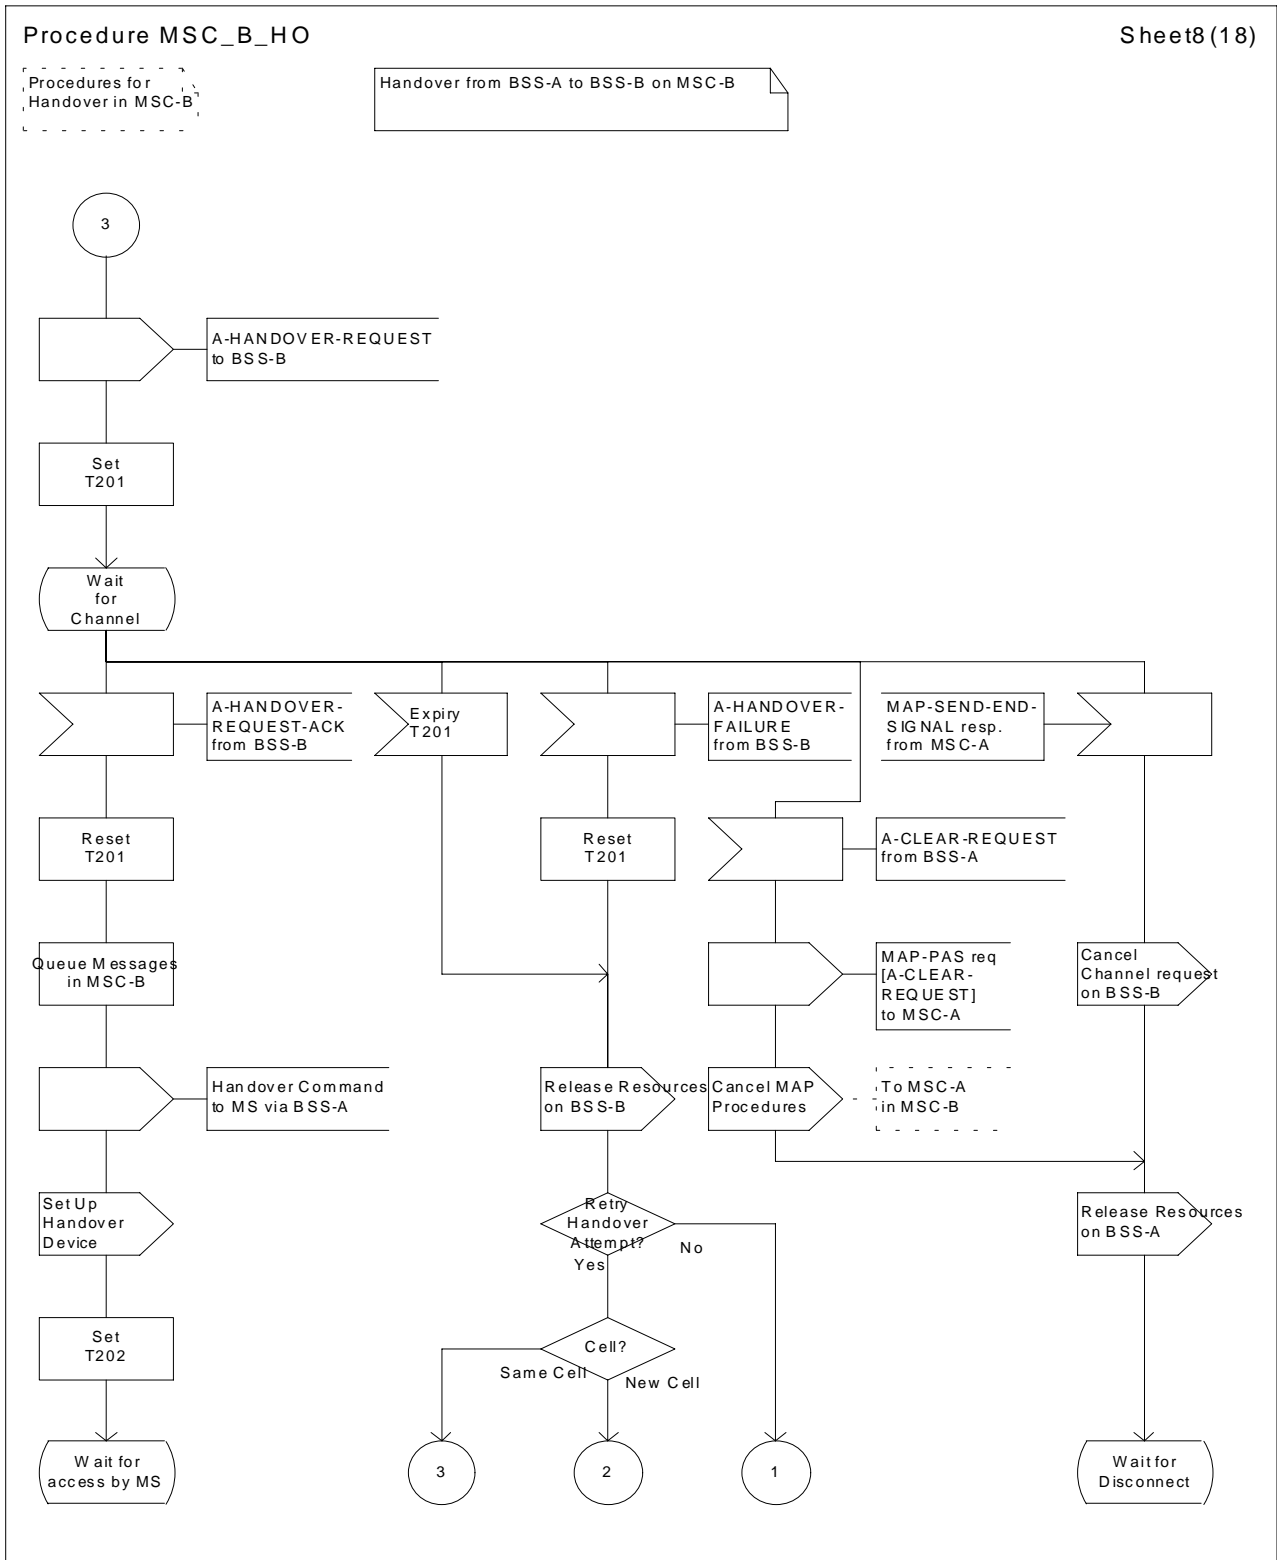 Procedure MSC_B_HO
Sheet8(18)
Procedures for
Handover in MSC-B
Handover from BSS-A to BSS-B on MSC-B
3
A-HANDOVER-REQUEST
to BSS-B
Set
T201
Wait
for
Channel
A-HANDOVER-
REQUEST-ACK
from BSS-B
Expiry
T201
A-HANDOVER-
FAILURE
from BSS-B
MAP-SEND-END-
SIGNAL resp.
from MSC-A
Reset
T201
Reset
T201
A-CLEAR-REQUEST
from BSS-A
Queue Messages
in MSC-B
MAP-PAS req
[A-CLEAR-
REQUEST]
to MSC-A
Cancel
Channel request
on BSS-B
Handover Command
to MS via BSS-A
Release Resources
on BSS-B
Cancel MAP
Procedures
To MSC-A
in MSC-B
Set Up
Handover
Device
Retry
Handover
Attempt?
No
Yes
Release Resources
on BSS-A
Set
T202
Cell?
Same Cell
New Cell
Wait for
access by MS
3
2
1
Wait for
Disconnect